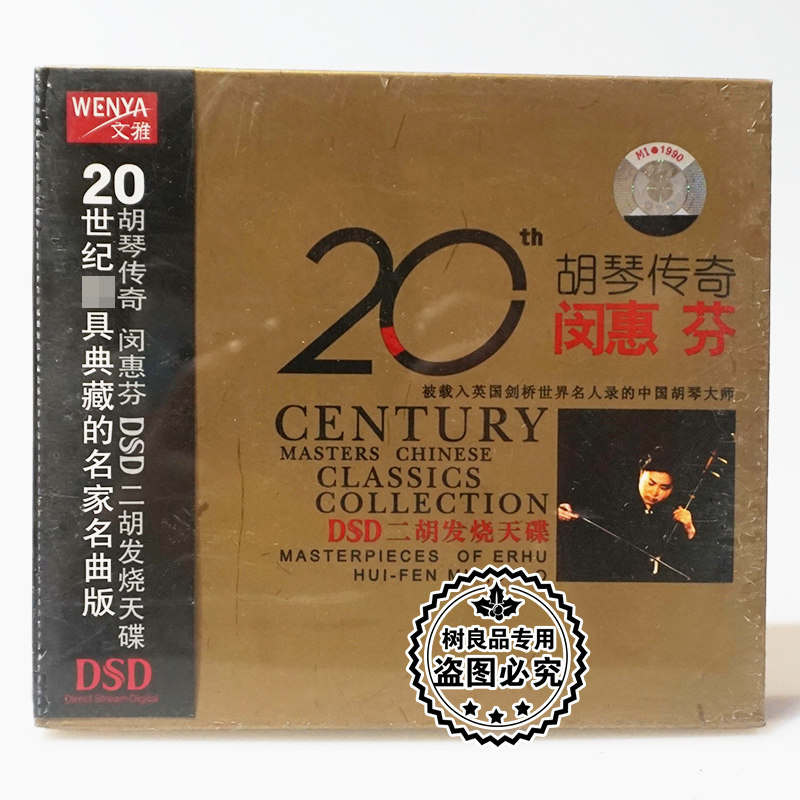 WENYA
文雅
20世纪 具典藏的名家名曲版
胡琴传奇 闵惠芬 DSD 二胡发烧天碟
DSD
Direct Stream Digital
MI●1990
20th
胡琴传奇
闵惠 芬
被载入英国剑桥世界名人录的中国胡琴大师
CENTURY
MASTERS CHINESE
CLASSICS
COLLECTION
DSD二胡发烧天碟
MASTERPIECES OF ERHU
HUI-FEN
树良品专用
盗图必究